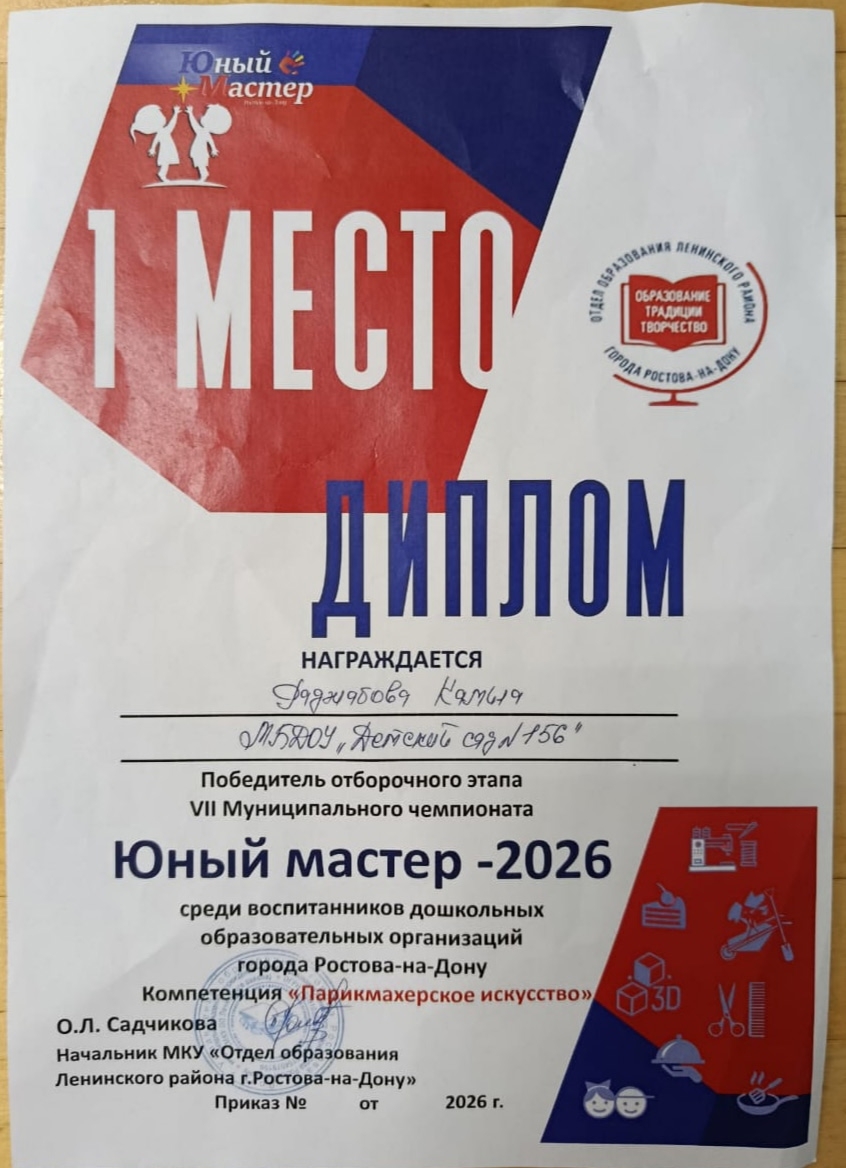 Юный
Мастер
1 МЕСТО
ОТДЕЛ ОБРАЗОВАНИЯ ЛЕНИНСКОГО РАЙОНА
ОБРАЗОВАНИЕ
ТРАДИЦИИ
ТВОРЧЕСТВО
ГОРОДА РОСТОВА-НА-ДОНУ
ДИПЛОМ
НАГРАЖДАЕТСЯ
Раджабова Камила
МБДОУ „Детский сад № 156"
Победитель отборочного этапа
VII Муниципального чемпионата
Юный мастер -2026
среди воспитанников дошкольных
образовательных организаций
города Ростова-на-Дону
Компетенция «Парикмахерское искусство»
О.Л. Садчикова
Начальник МКУ «Отдел образования
Ленинского района г.Ростова-на-Дону»
Приказ № от 2026 г.
3D